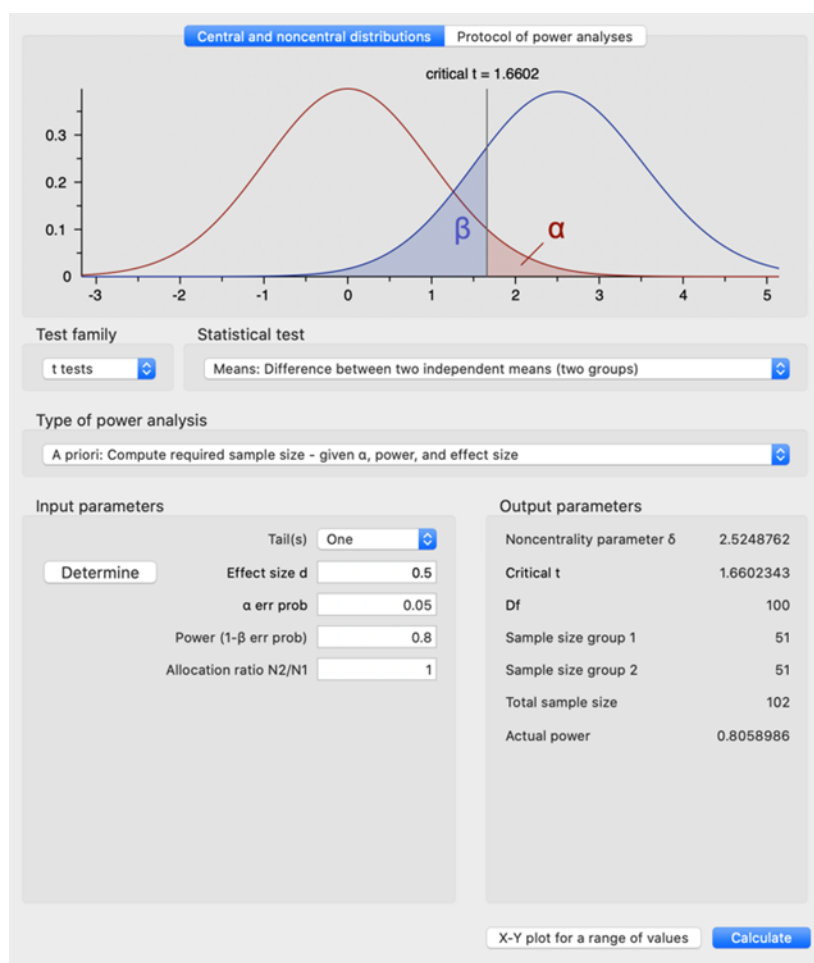 Central and noncentral distributions Protocol of power analyses
critical t = 1.6602
0.3
0.2
0.1
0
β
α
-3 -2 -1 0 1 2 3 4 5
Test family Statistical test
t tests Means: Difference between two independent means (two groups)
Type of power analysis
A priori: Compute required sample size - given α, power, and effect size
Input parameters Output parameters
Tail(s) One Noncentrality parameter δ 2.5248762
Determine Effect size d 0.5 Critical t 1.6602343
α err prob 0.05 Df 100
Power (1-β err prob) 0.8 Sample size group 1 51
Allocation ratio N2/N1 1 Sample size group 2 51
Total sample size 102
Actual power 0.8058986
X-Y plot for a range of values Calculate